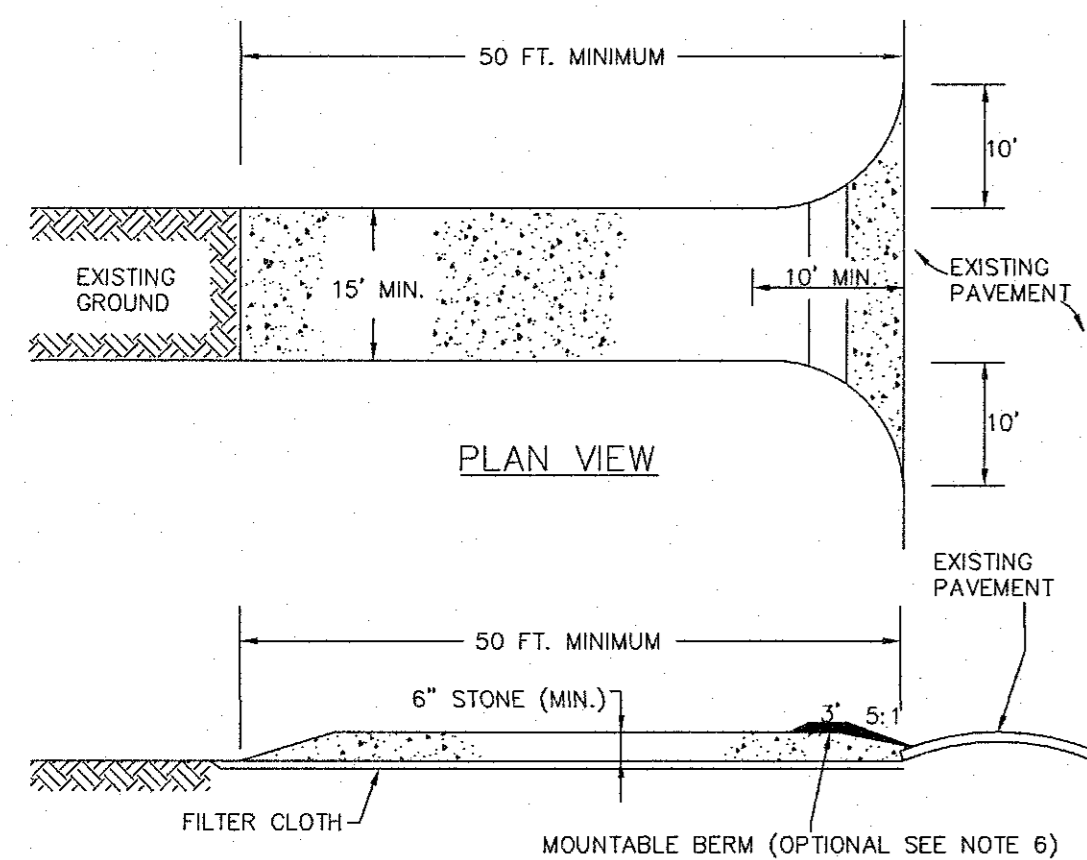 50 FT. MINIMUM
10'
EXISTING
GROUND
15' MIN.
10' MIN.
EXISTING
PAVEMENT
10'
PLAN VIEW
EXISTING
PAVEMENT
50 FT. MINIMUM
6" STONE (MIN.)
3'
5:1
FILTER CLOTH
MOUNTABLE BERM (OPTIONAL SEE NOTE 6)